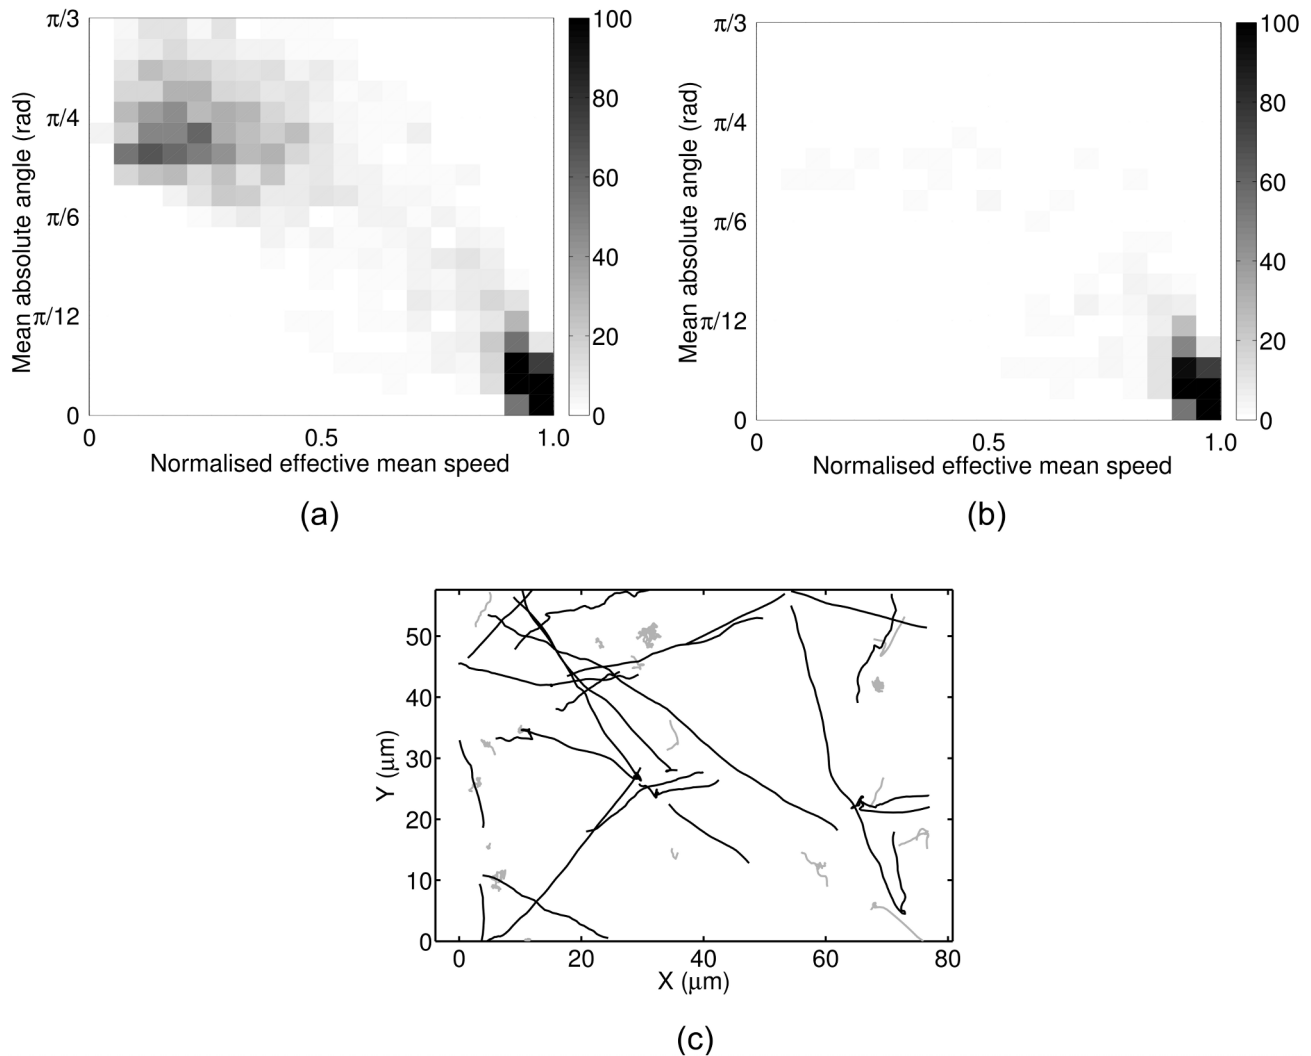 π/3
π/4
π/6
π/12
0
Mean absolute angle (rad)
0 0.5 1.0
Normalised effective mean speed
100
80
60
40
20
0
(a)
π/3
π/4
π/6
π/12
0
Mean absolute angle (rad)
0 0.5 1.0
Normalised effective mean speed
100
80
60
40
20
0
(b)
50
40
30
20
10
0
Y (μm)
0 20 40 60 80
X (μm)
(c)